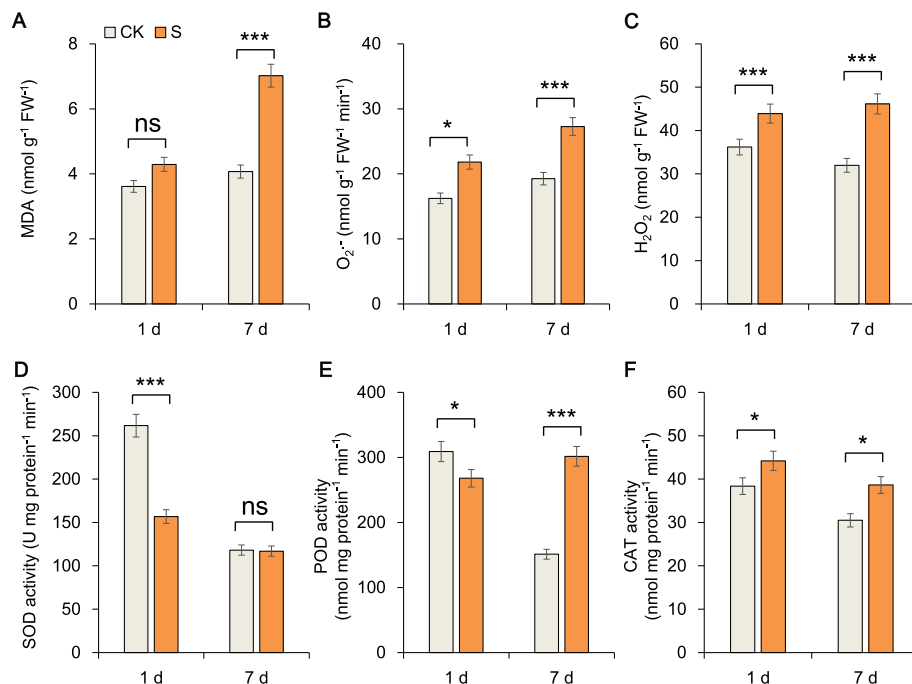 A
CK S
MDA (nmol g⁻¹ FW⁻¹)
8
6
4
2
0
ns
***
1 d 7 d
B
O₂·⁻ (nmol g⁻¹ FW⁻¹ min⁻¹)
40
30
20
10
0
*
***
1 d 7 d
C
H₂O₂ (nmol g⁻¹ FW⁻¹)
60
50
40
30
20
10
0
***
***
1 d 7 d
D
SOD activity (U mg protein⁻¹ min⁻¹)
300
250
200
150
100
50
0
***
ns
1 d 7 d
E
POD activity
(nmol mg protein⁻¹ min⁻¹)
400
300
200
100
0
*
***
1 d 7 d
F
CAT activity
(nmol mg protein⁻¹ min⁻¹)
60
50
40
30
20
10
0
*
*
1 d 7 d